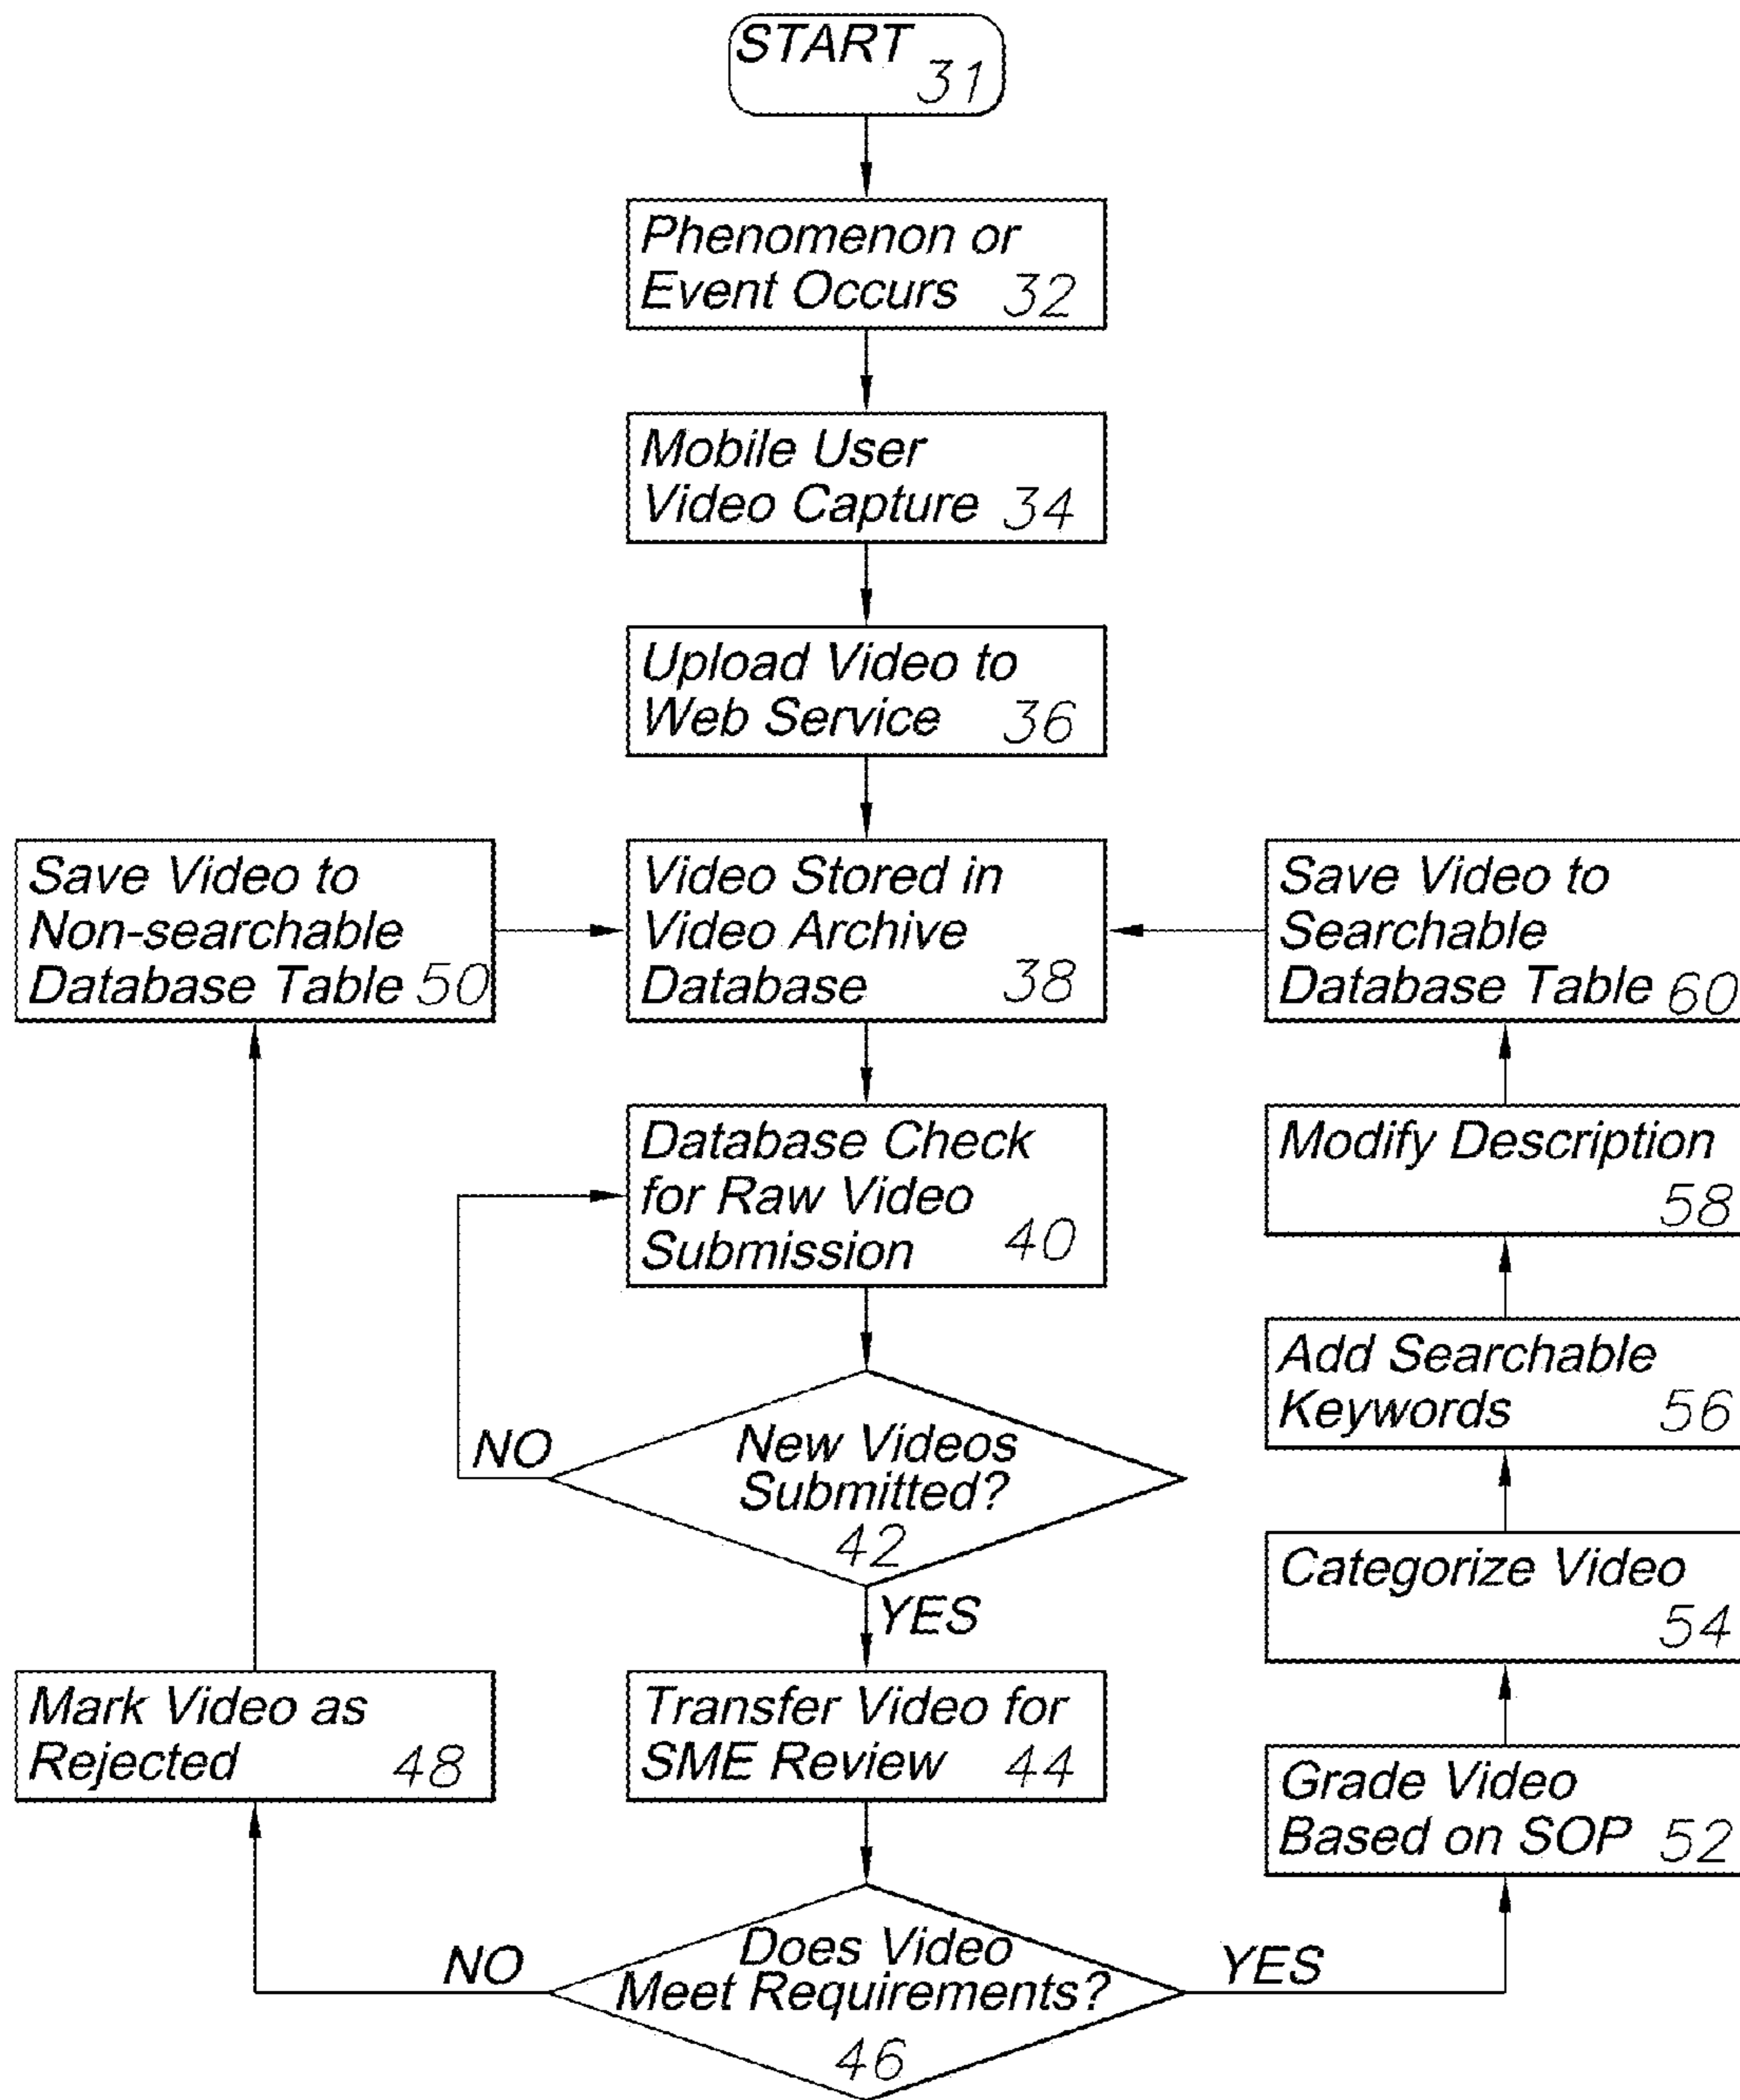 START
31
Phenomenon or
Event Occurs 32
Mobile User
Video Capture 34
Upload Video to
Web Service 36
Save Video to
Non-searchable
Database Table 50
Video Stored in
Video Archive
Database 38
Save Video to
Searchable
Database Table 60
Database Check
for Raw Video
Submission 40
Modify Description
58
Add Searchable
Keywords 56
NO
New Videos
Submitted?
42
YES
Categorize Video
54
Mark Video as
Rejected 48
Transfer Video for
SME Review 44
Grade Video
Based on SOP 52
NO
Does Video
Meet Requirements?
46
YES